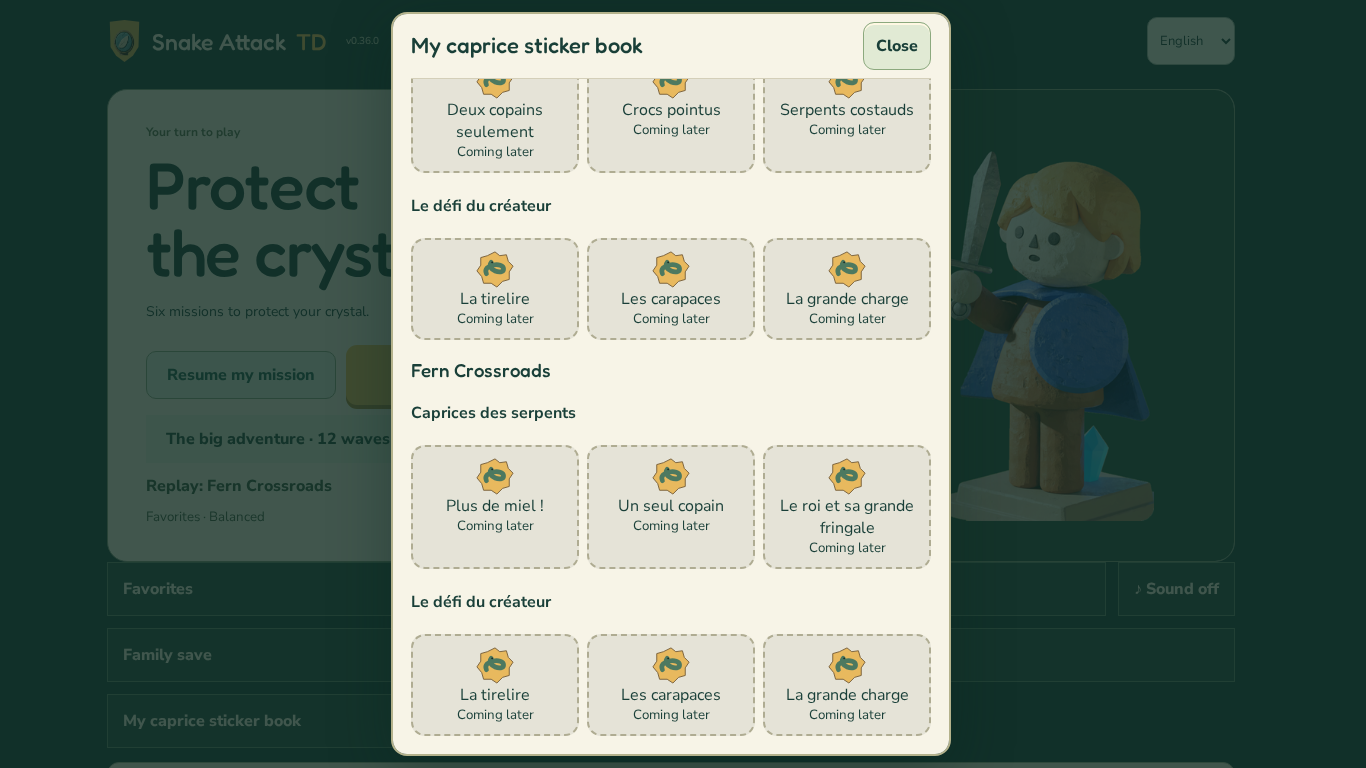 Snake Attack TD v0.36.0
English
My caprice sticker book
Close
Your turn to play
Protect
the cryst
Six missions to protect your crystal.
Resume my mission
The big adventure · 12 waves
Replay: Fern Crossroads
Favorites · Balanced
Favorites
♪ Sound off
Family save
My caprice sticker book
Deux copains
seulement
Coming later
Crocs pointus
Coming later
Serpents costauds
Coming later
Le défi du créateur
La tirelire
Coming later
Les carapaces
Coming later
La grande charge
Coming later
Fern Crossroads
Caprices des serpents
Plus de miel !
Coming later
Un seul copain
Coming later
Le roi et sa grande
fringale
Coming later
Le défi du créateur
La tirelire
Coming later
Les carapaces
Coming later
La grande charge
Coming later